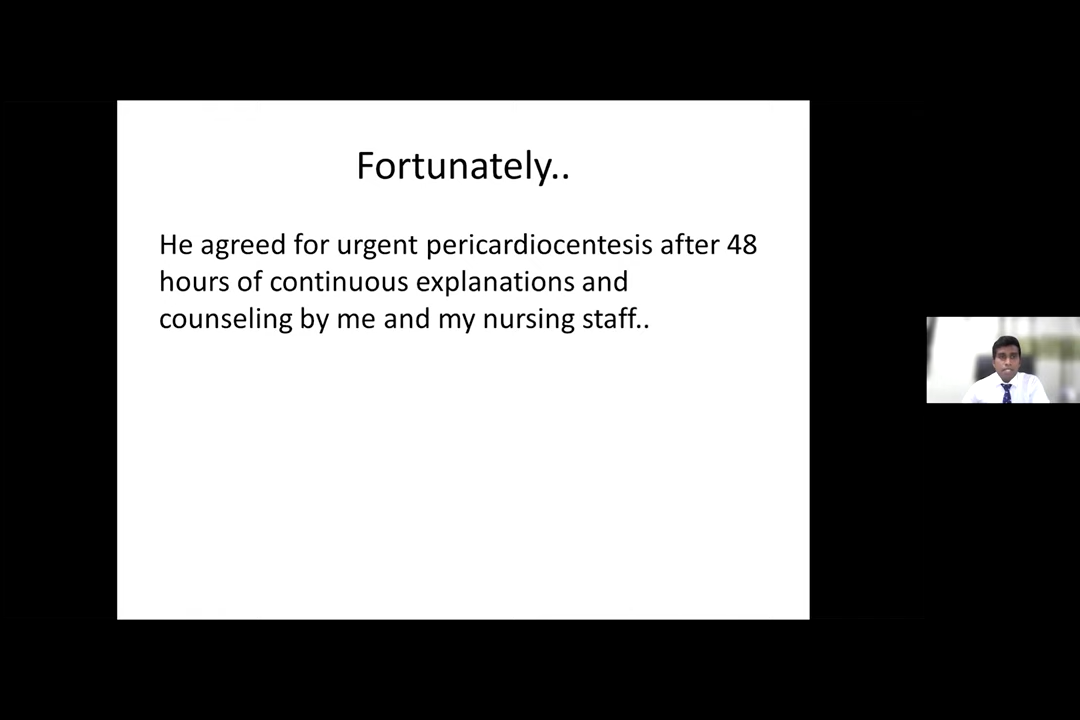 Fortunately..
He agreed for urgent pericardiocentesis after 48
hours of continuous explanations and
counseling by me and my nursing staff..